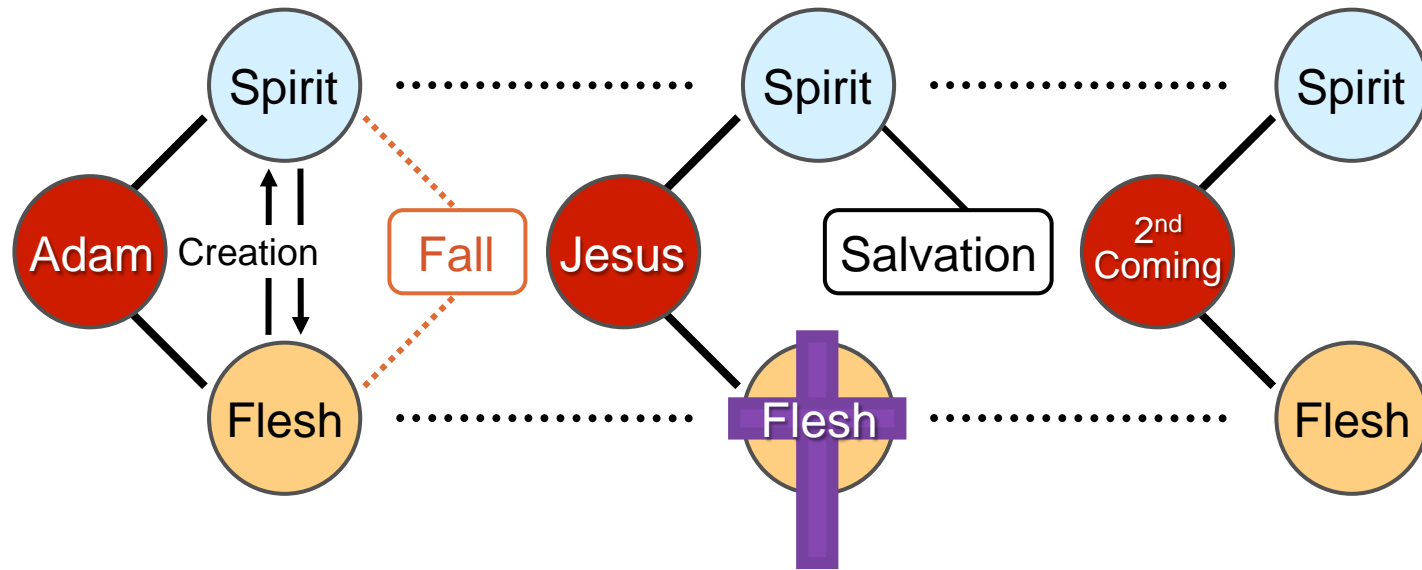 Spirit
Spirit
Spirit
Adam
Creation
Fall
Jesus
Salvation
2nd
Coming
Flesh
Flesh
Flesh